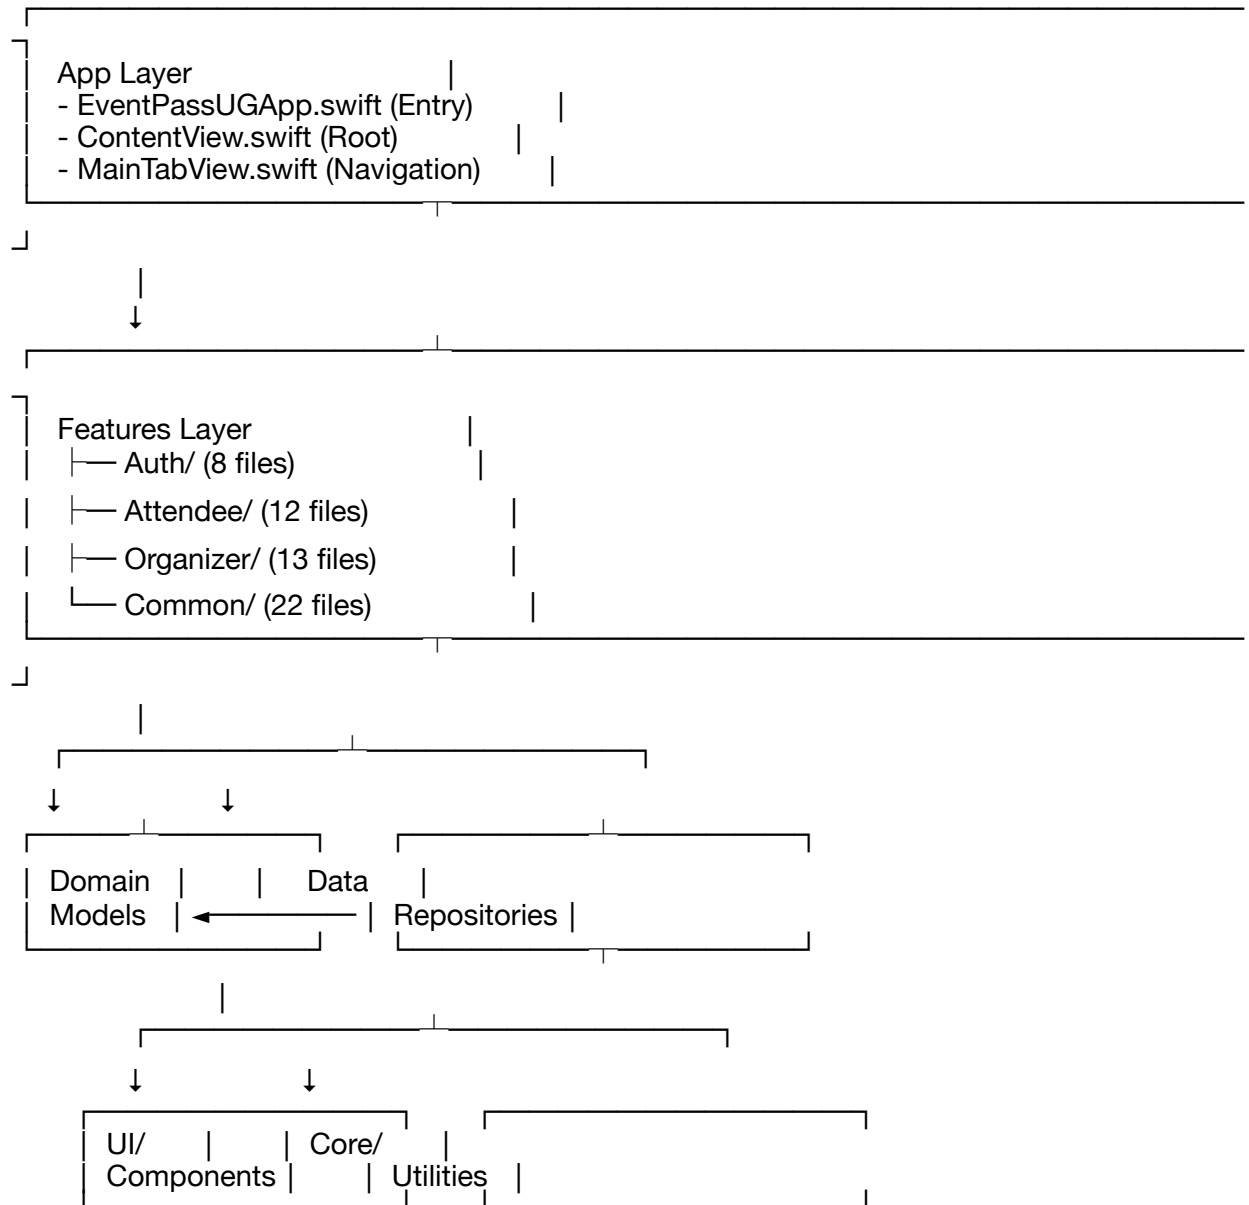 App Layer
- EventPassUGApp.swift (Entry)
- ContentView.swift (Root)
- MainTabView.swift (Navigation)
Features Layer
├── Auth/ (8 files)
├── Attendee/ (12 files)
├── Organizer/ (13 files)
└── Common/ (22 files)
Domain Data
Models Repositories
UI/ Core/
Components Utilities